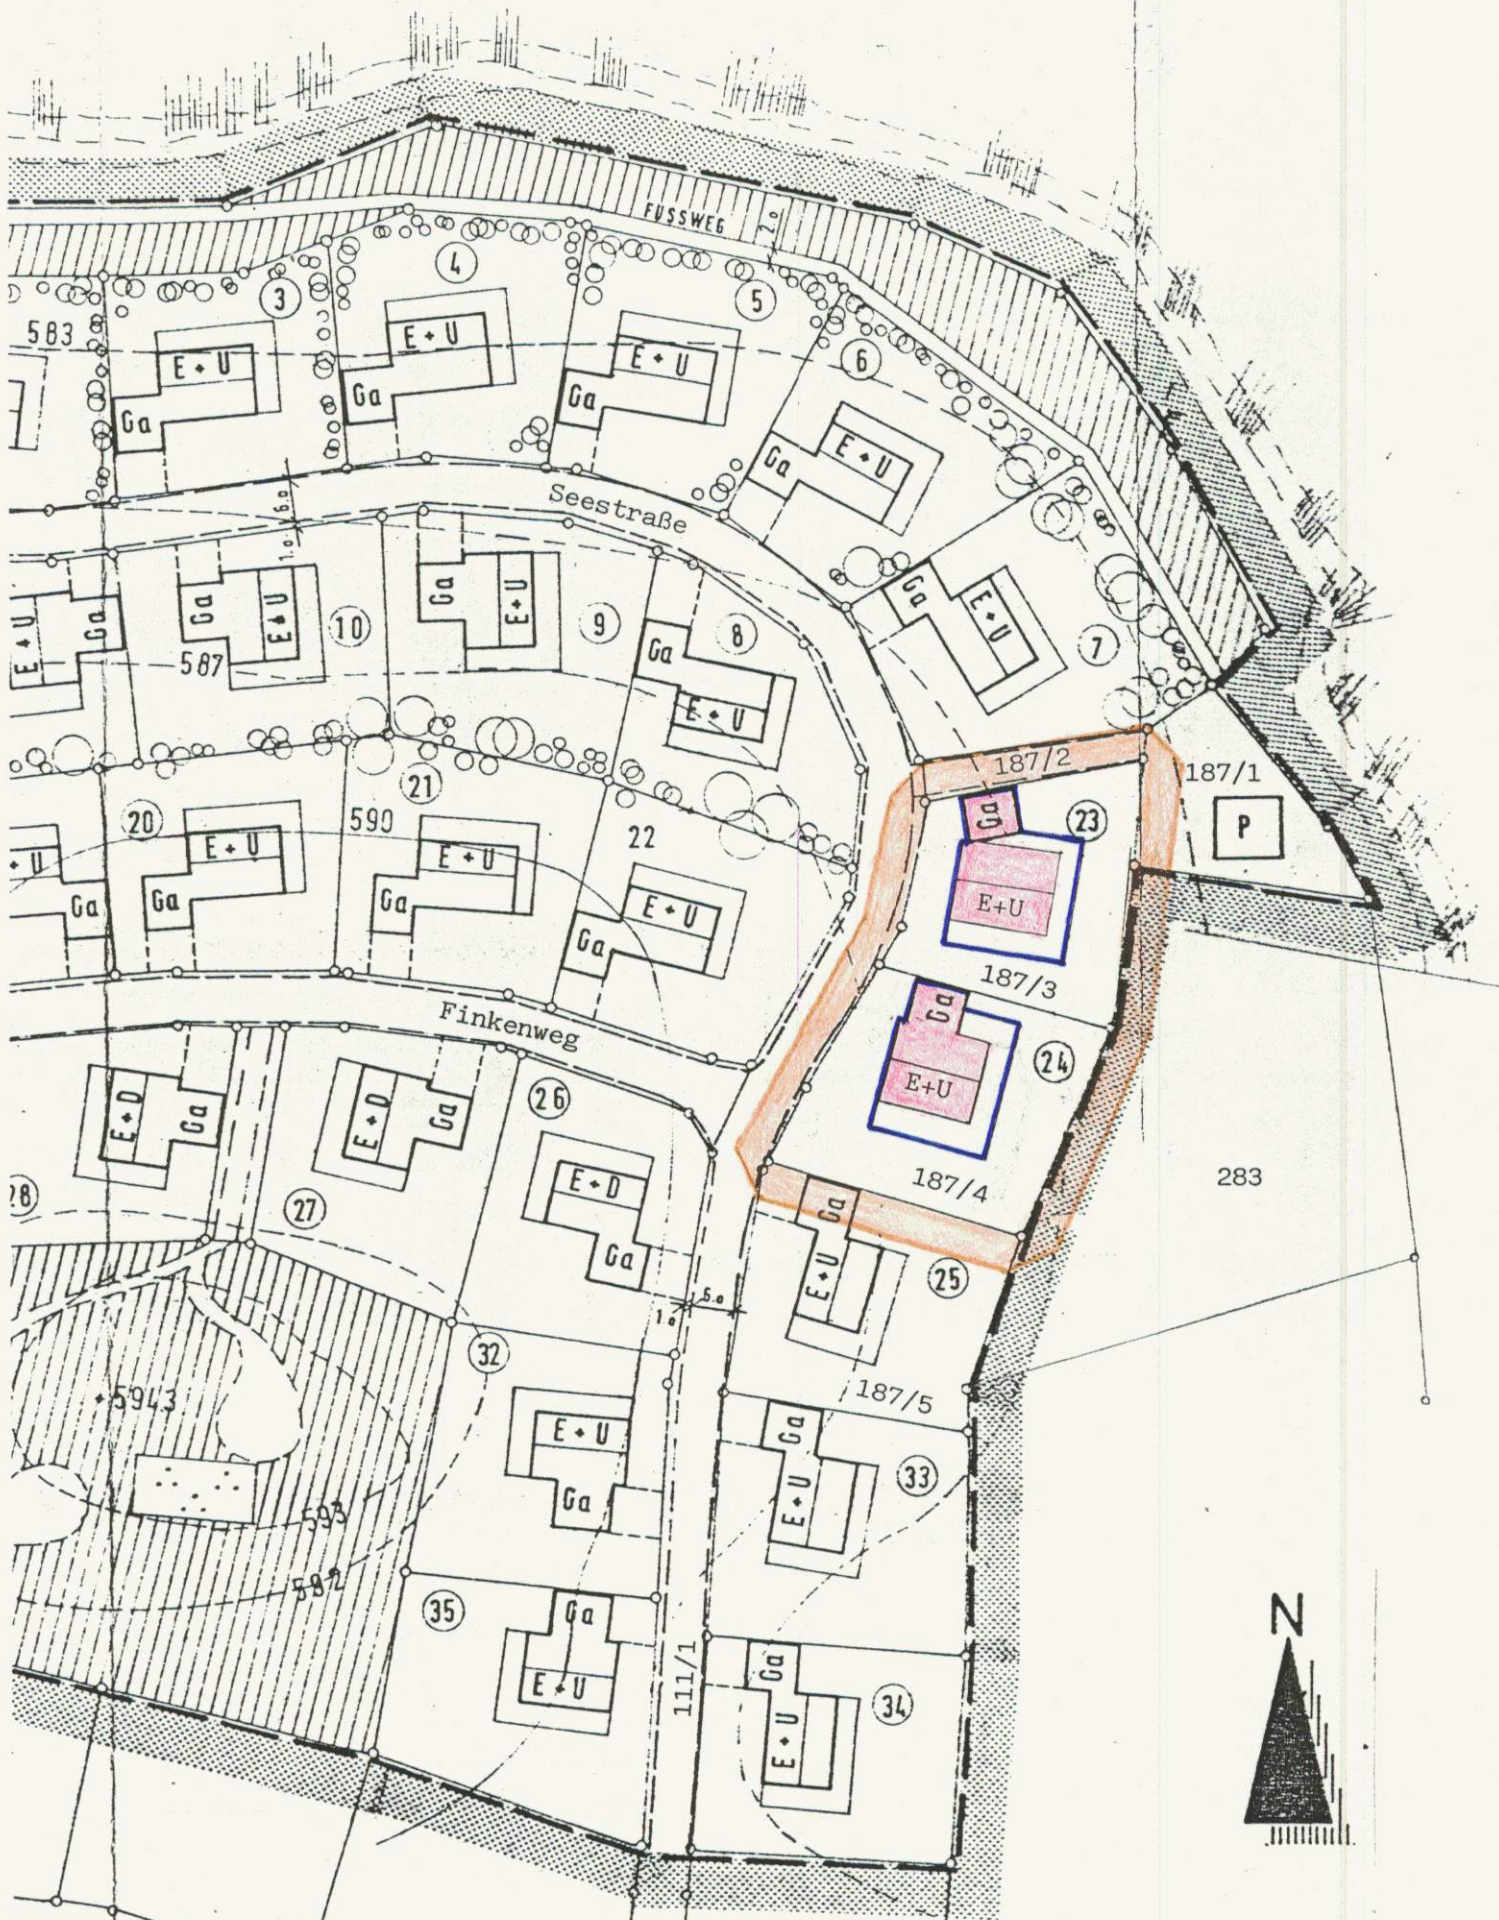 FUSSWEG
2.0
4
3
5
583
E+U
E+U
E+U
6
Ga
Ga
Ga
E+U
Ga
Seestraße
6.0
1.0
Ga
E+U
7
Ga
E+U
Ga
E+U
Ga
E+U
10
9
8
Ga
E+U
587
187/2
187/1
21
20
590
22
Ga
23
P
E+U
E+U
E+U
E+U
E+U
Ga
Ga
Ga
Ga
187/3
Finkenweg
Ga
24
E+U
26
E+D
Ga
E+D
Ga
E+D
187/4
283
28
27
Ga
Ga
E+U
25
1.0
5.0
32
187/5
594.3
E+U
Ga
33
Ga
E+U
593
592
35
Ga
N
E+U
111/1
Ga
34
E+U